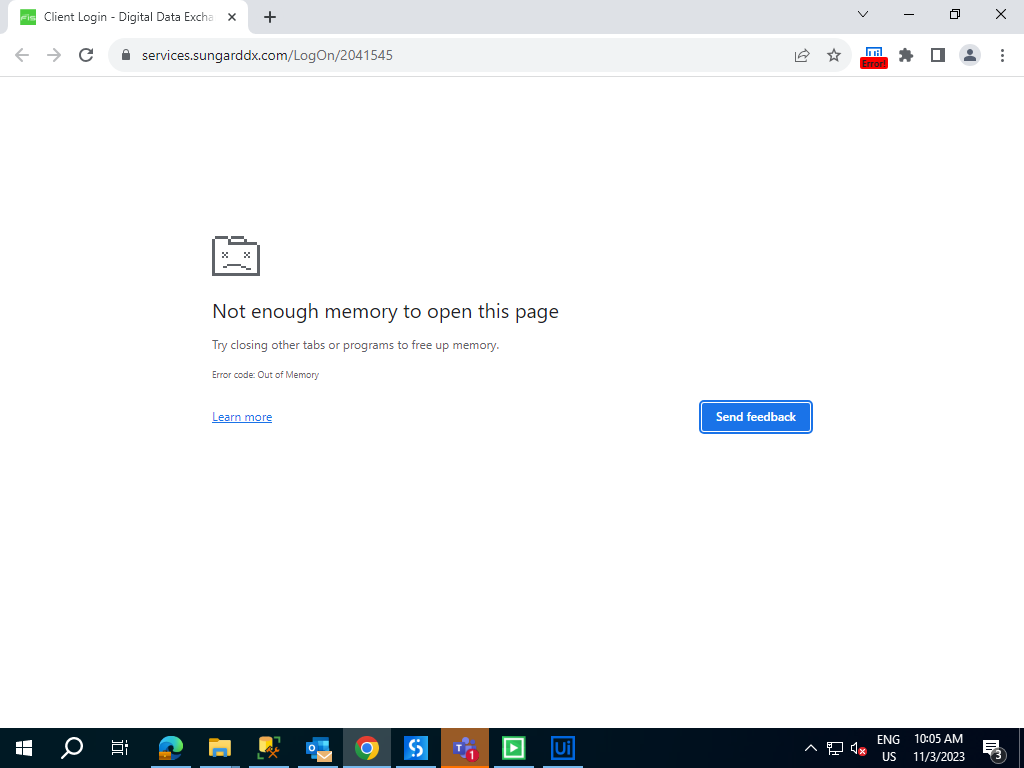 FIS
Client Login - Digital Data Excha
services.sungarddx.com/LogOn/2041545
Ui
Error!
Not enough memory to open this page
Try closing other tabs or programs to free up memory.
Error code: Out of Memory
Learn more
Send feedback
T
1
Ui
ENG
US
10:05 AM
11/3/2023
3